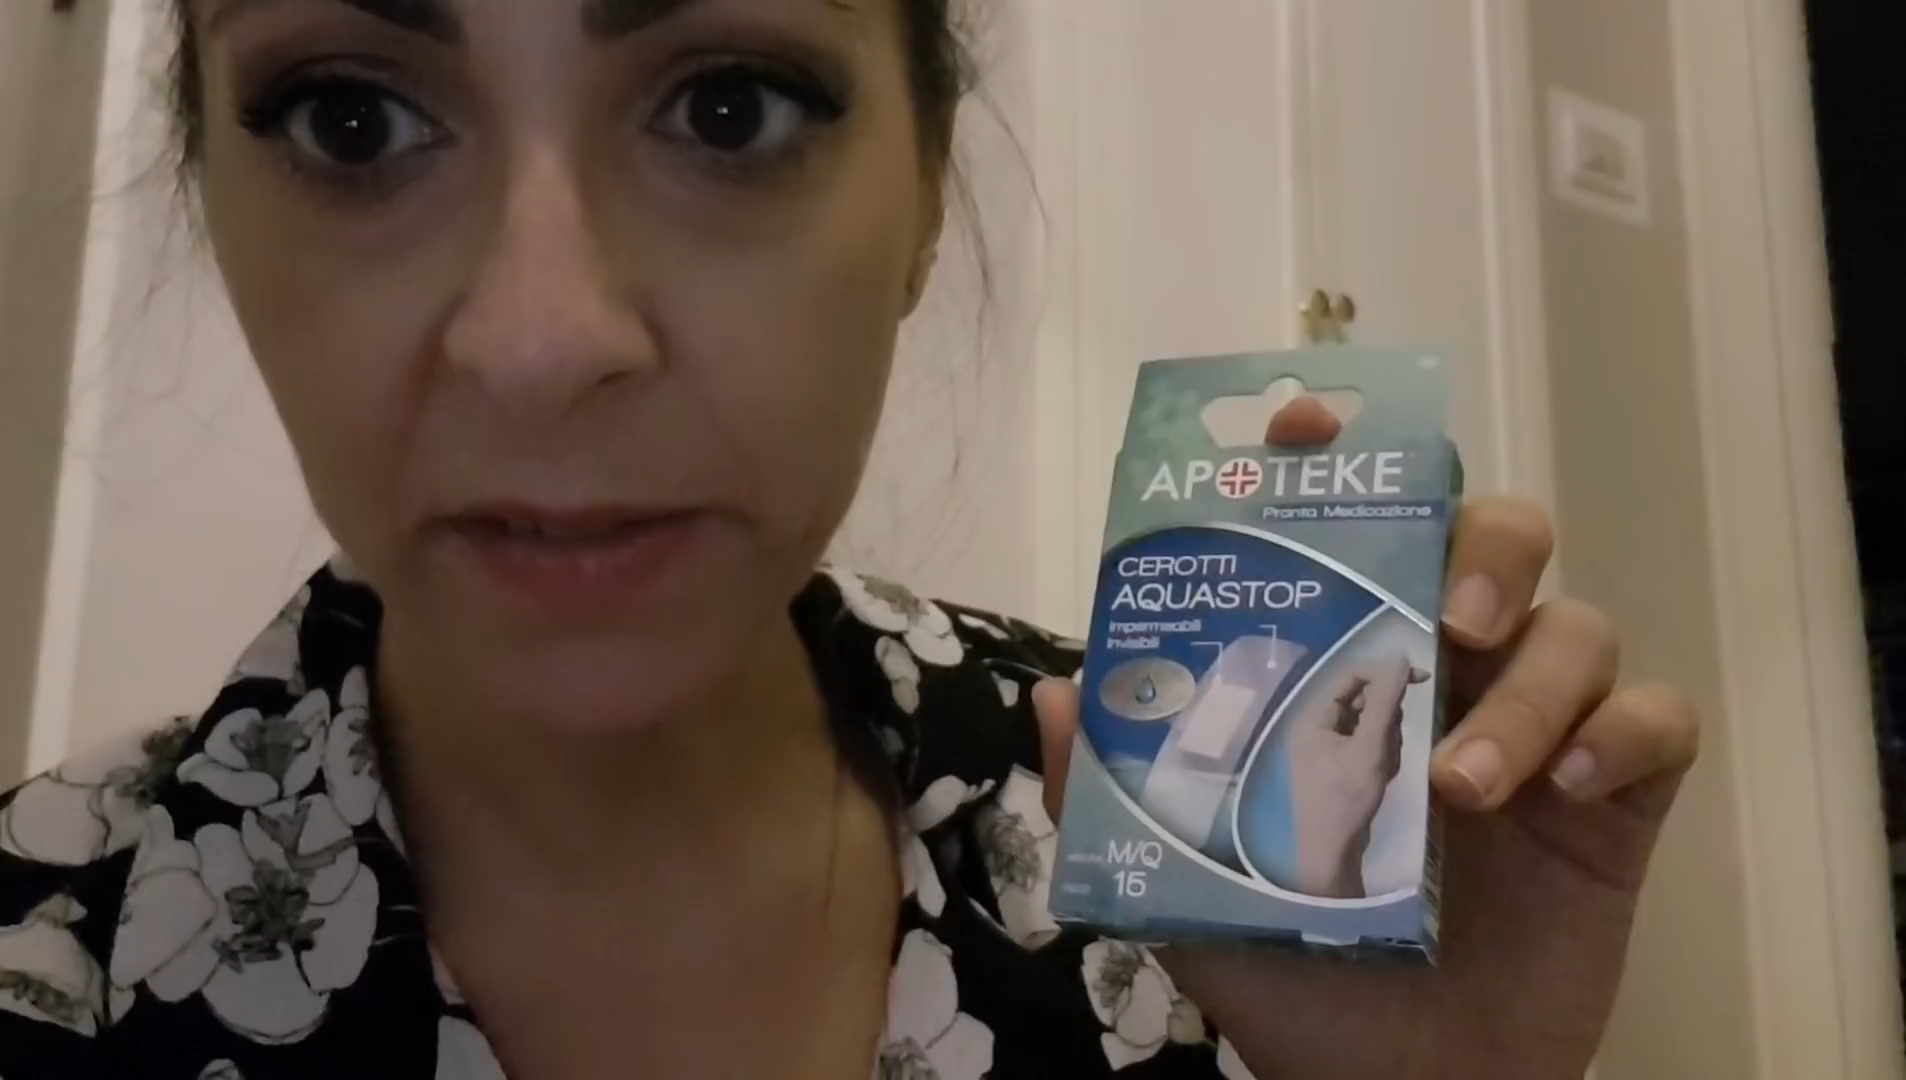 APOTEKE
Pronta Medicazione
CEROTTI
AQUASTOP
Impermeabili
Invisibili
M/Q
15